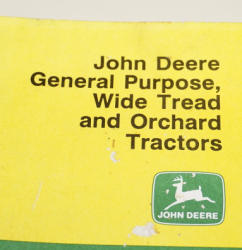 John Deere
General Purpose,
Wide Tread
and Orchard
Tractors
JOHN DEERE